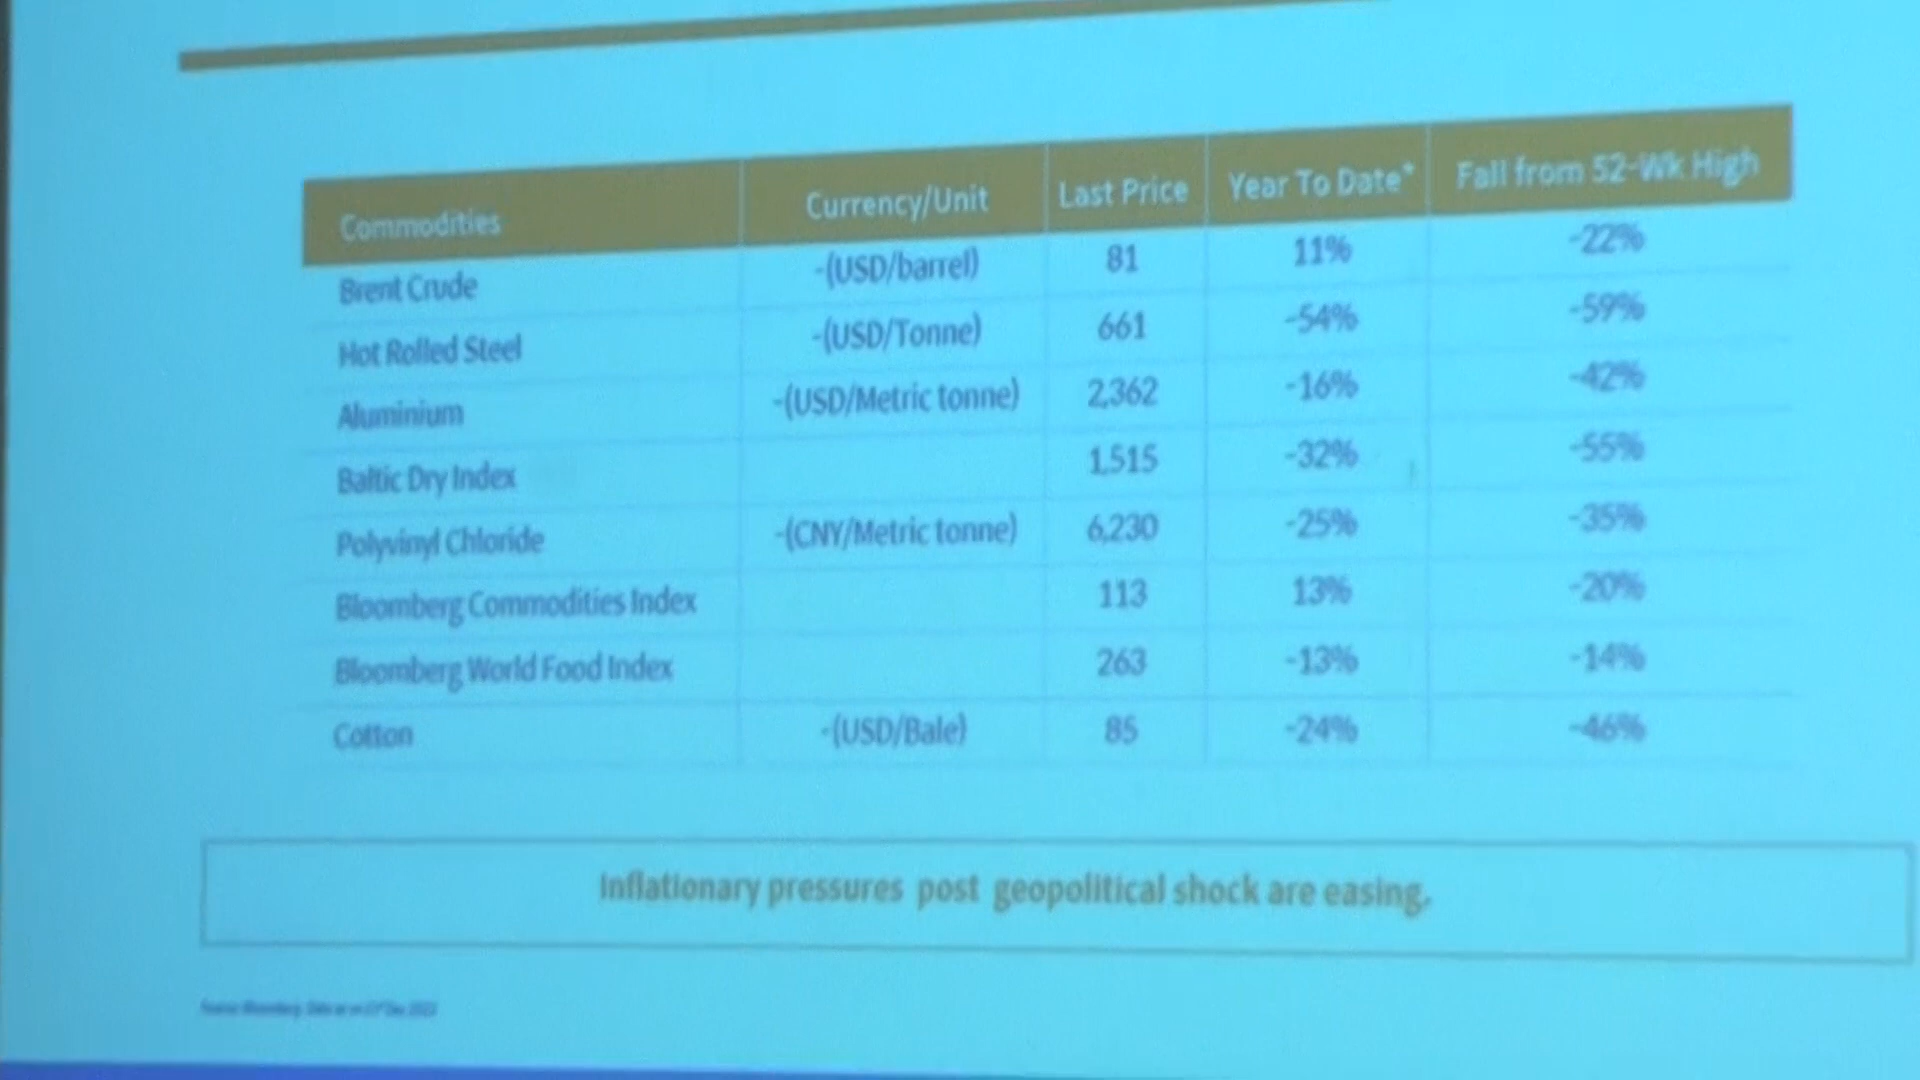 Commodities Currency/Unit Last Price Year To Date* Fall from 52-Wk High
Brent Crude -(USD/barrel) 81 11% -22%
Hot Rolled Steel -(USD/Tonne) 661 -54% -59%
Aluminium -(USD/Metric tonne) 2,362 -16% -42%
Baltic Dry Index 1,515 -32% -55%
Polyvinyl Chloride -(CNY/Metric tonne) 6,230 -25% -35%
Bloomberg Commodities Index 113 13% -20%
Bloomberg World Food Index 263 -13% -14%
Cotton -(USD/Bale) 85 -24% -46%
Inflationary pressures post geopolitical shock are easing.
Source: Bloomberg.